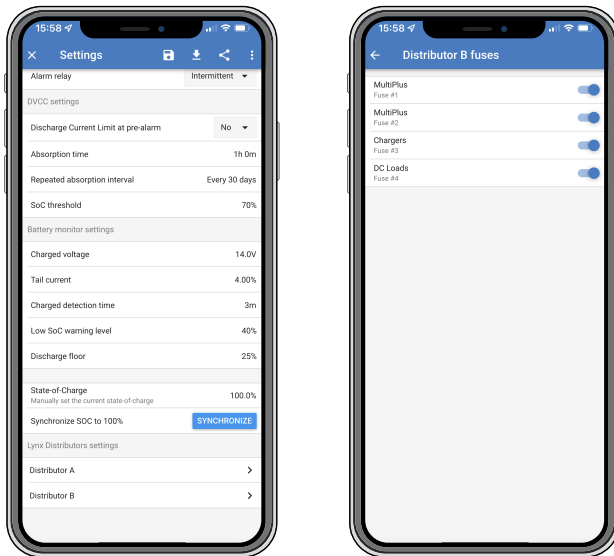 15:58
Settings
Alarm relay
Intermittent
DVCC settings
Discharge Current Limit at pre-alarm
No
Absorption time
1h 0m
Repeated absorption interval
Every 30 days
SoC threshold
70%
Battery monitor settings
Charged voltage
14.0V
Tail current
4.00%
Charged detection time
3m
Low SoC warning level
40%
Discharge floor
25%
State-of-Charge
Manually set the current state-of-charge
100.0%
Synchronize SOC to 100%
SYNCHRONIZE
Lynx Distributors settings
Distributor A
Distributor B
15:58
Distributor B fuses
MultiPlus
Fuse #1
MultiPlus
Fuse #2
Chargers
Fuse #3
DC Loads
Fuse #4